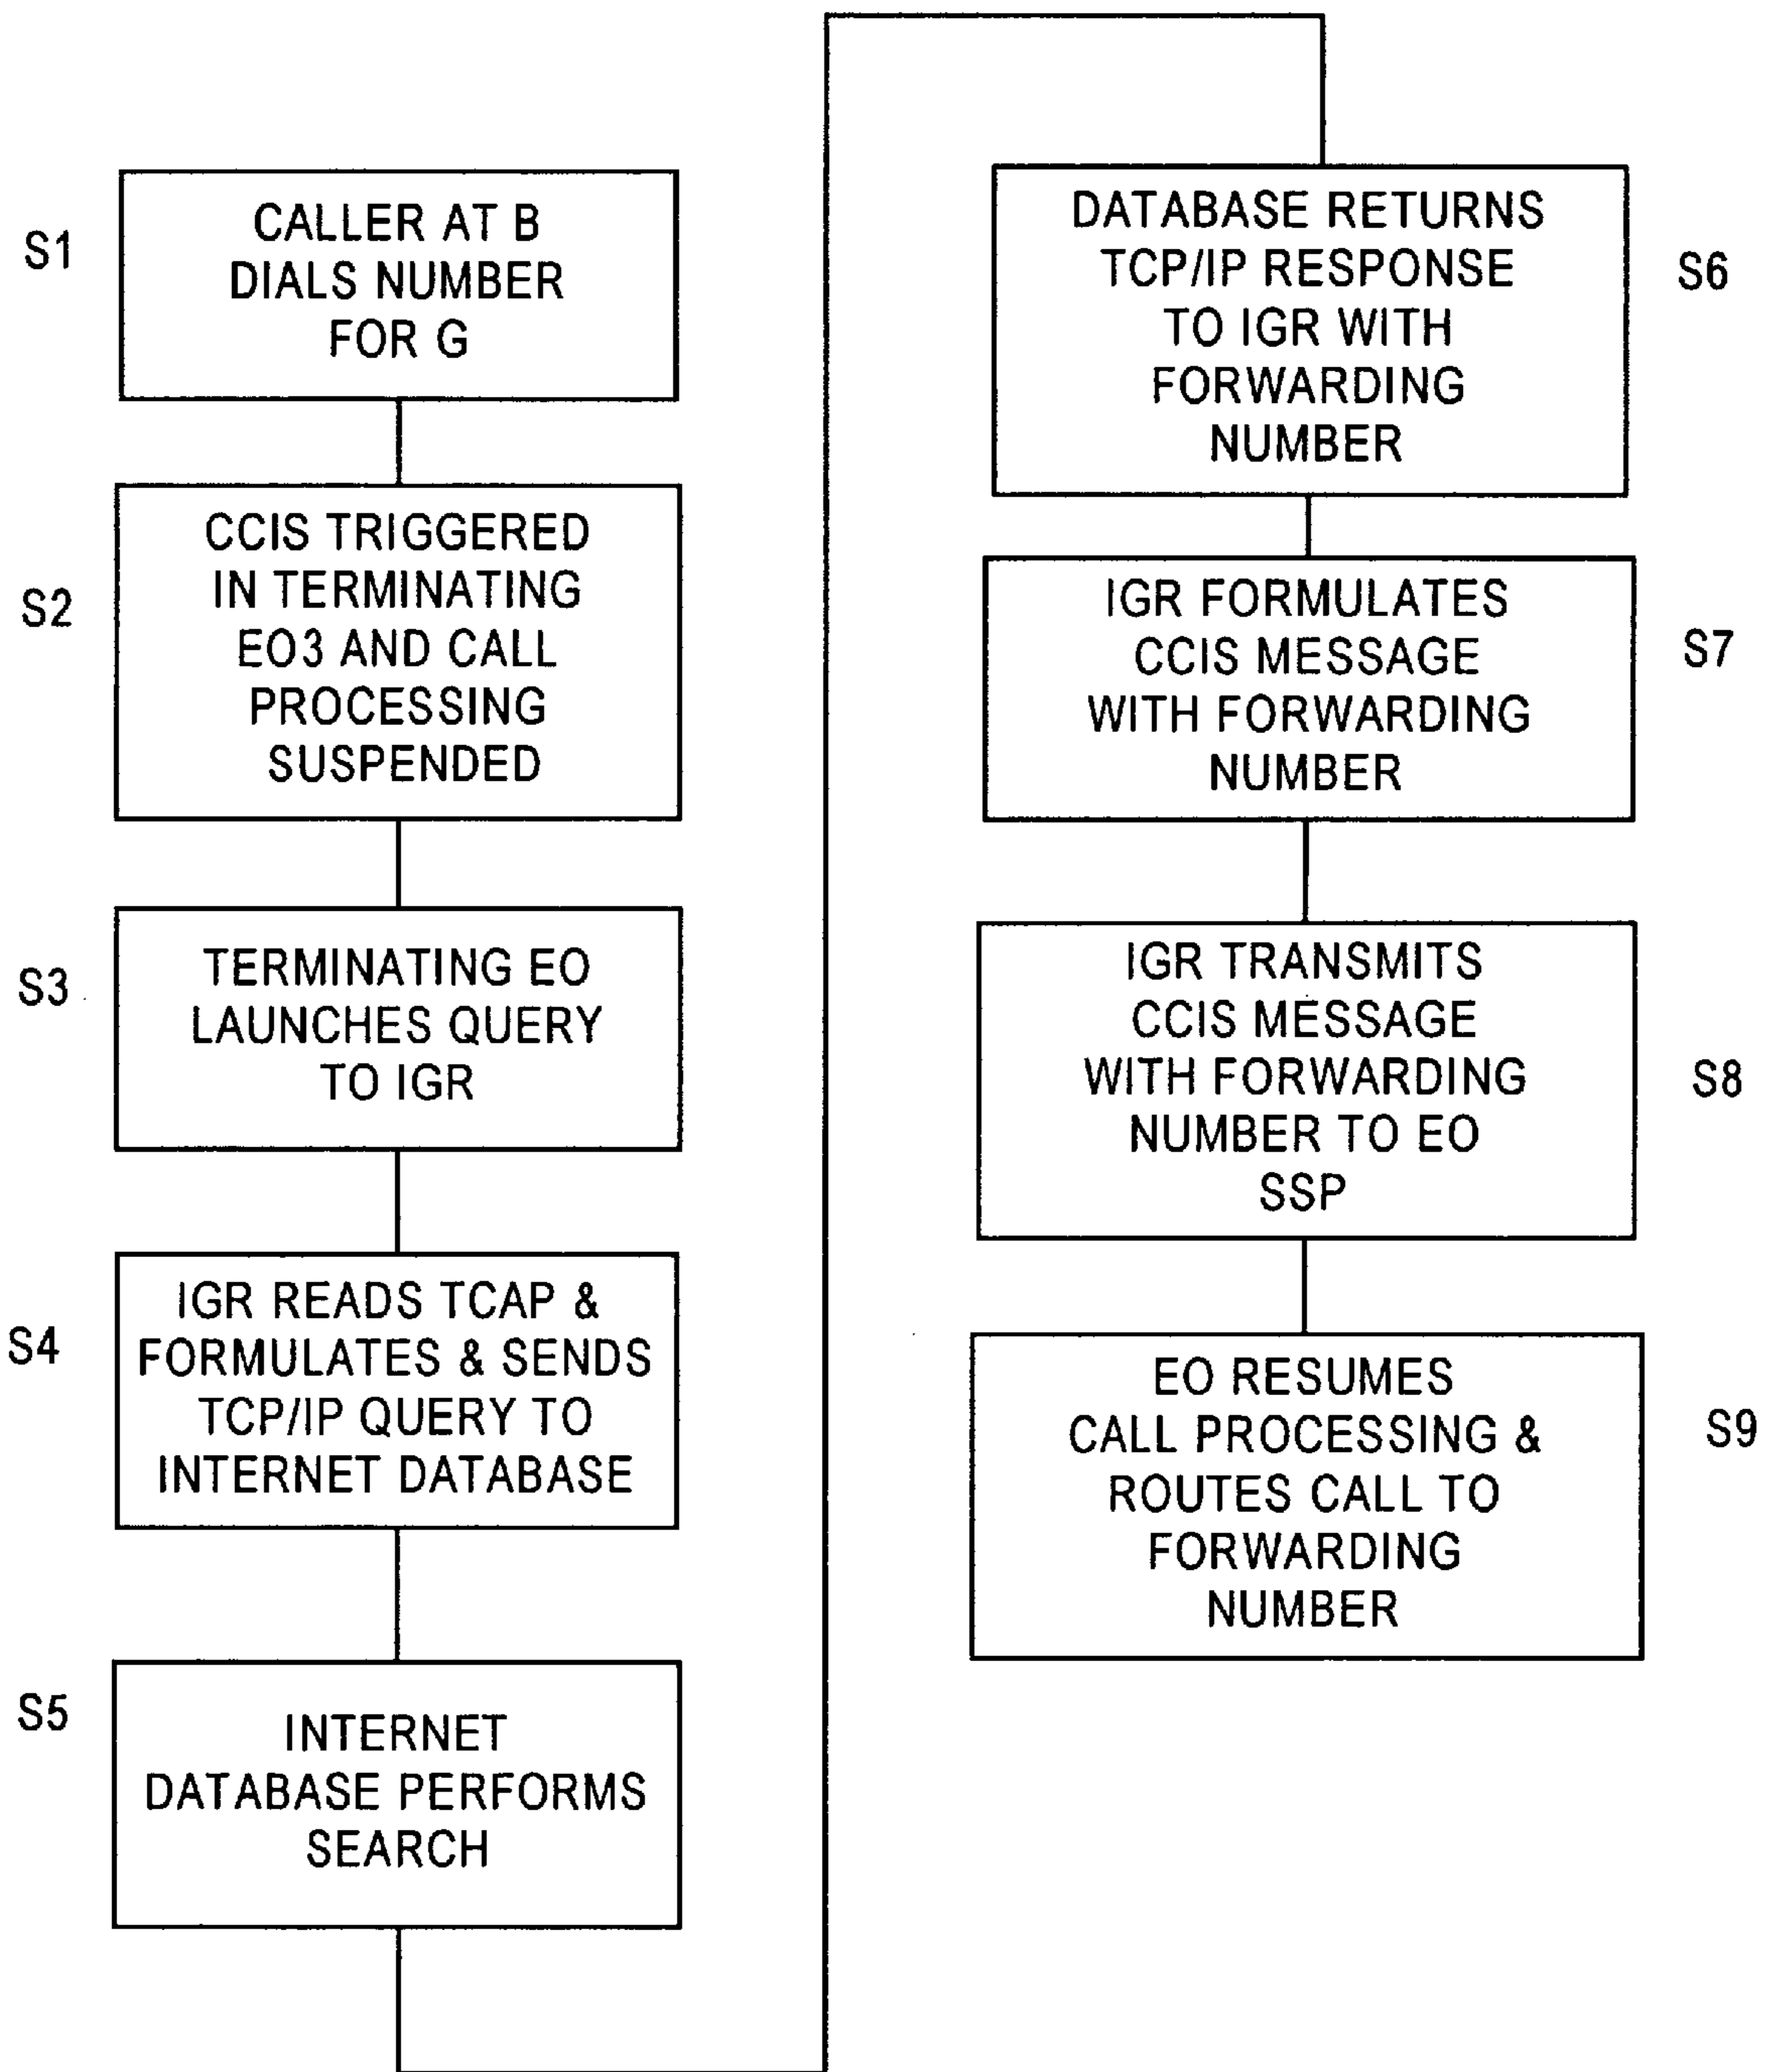 S1
CALLER AT B
DIALS NUMBER
FOR G
S2
CCIS TRIGGERED
IN TERMINATING
EO3 AND CALL
PROCESSING
SUSPENDED
S3
TERMINATING EO
LAUNCHES QUERY
TO IGR
S4
IGR READS TCAP &
FORMULATES & SENDS
TCP/IP QUERY TO
INTERNET DATABASE
S5
INTERNET
DATABASE PERFORMS
SEARCH
DATABASE RETURNS
TCP/IP RESPONSE
TO IGR WITH
FORWARDING
NUMBER
S6
IGR FORMULATES
CCIS MESSAGE
WITH FORWARDING
NUMBER
S7
IGR TRANSMITS
CCIS MESSAGE
WITH FORWARDING
NUMBER TO EO
SSP
S8
EO RESUMES
CALL PROCESSING &
ROUTES CALL TO
FORWARDING
NUMBER
S9